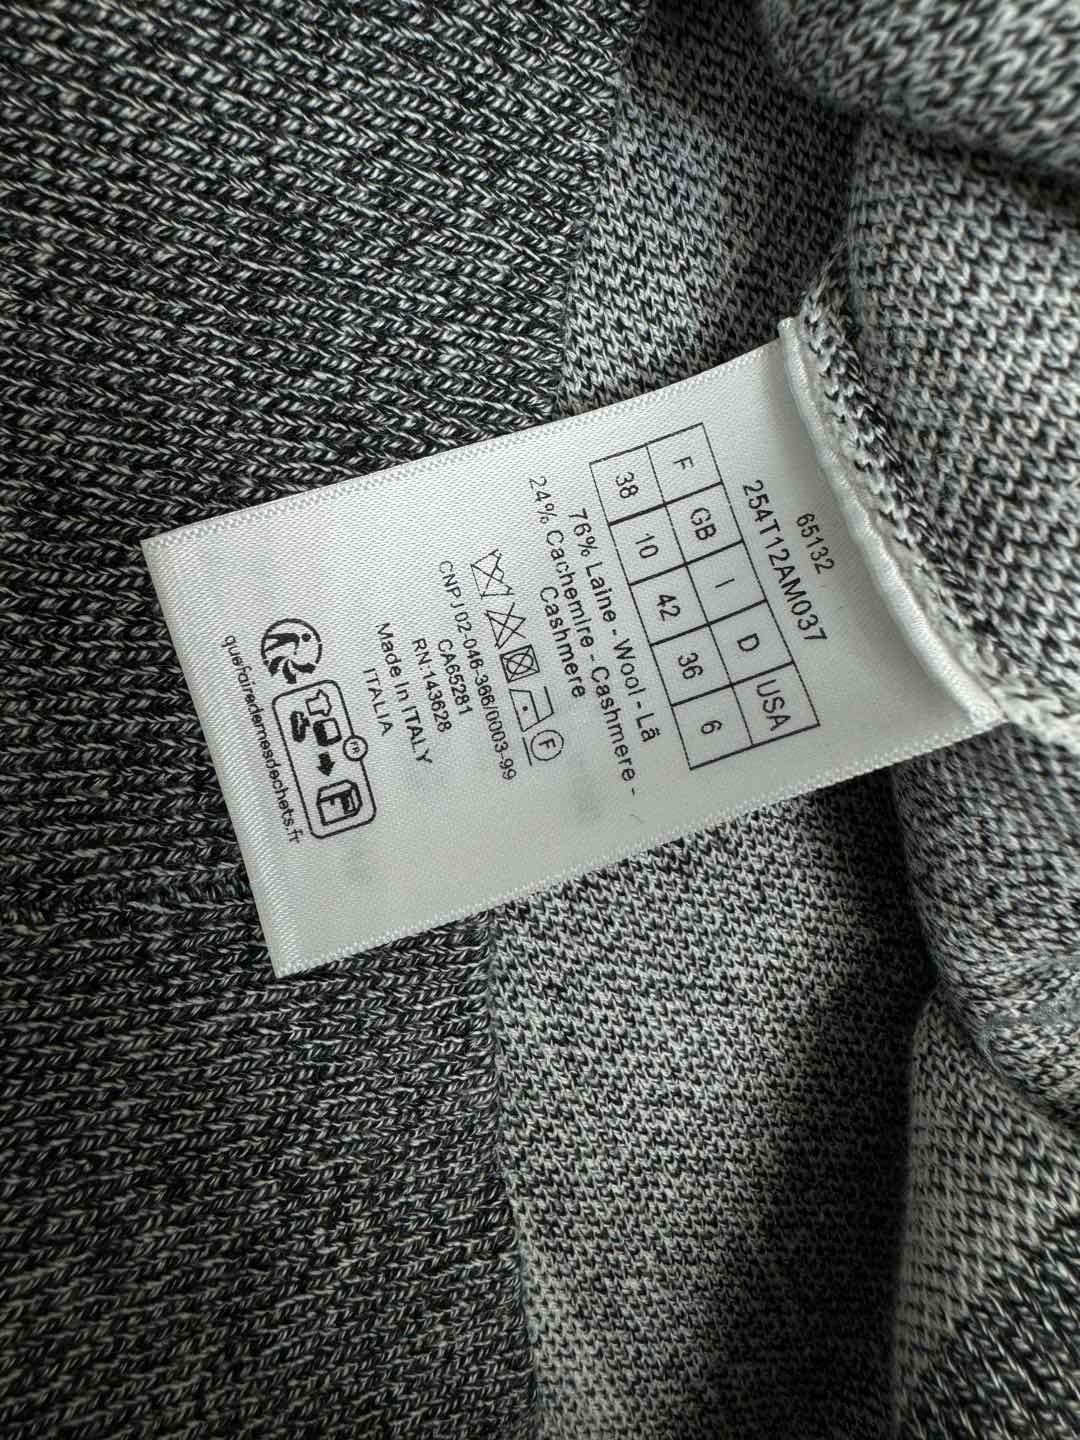 65132
254T12AM037
F GB I D USA
38 10 42 36 6
76% Laine - Wool - Lã
24% Cachemire - Cashmere -
Cashmere
F
CNPJ 02-046-366/0003-99
CA65281
RN:143628
Made In ITALY
ITALIA
FR
quefairedemesdechets.fr